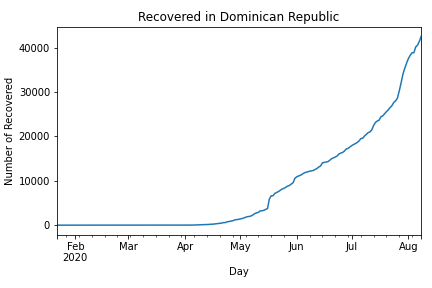 Recovered in Dominican Republic
Number of Recovered
40000
30000
20000
10000
0
Feb Mar Apr May Jun Jul Aug
2020
Day